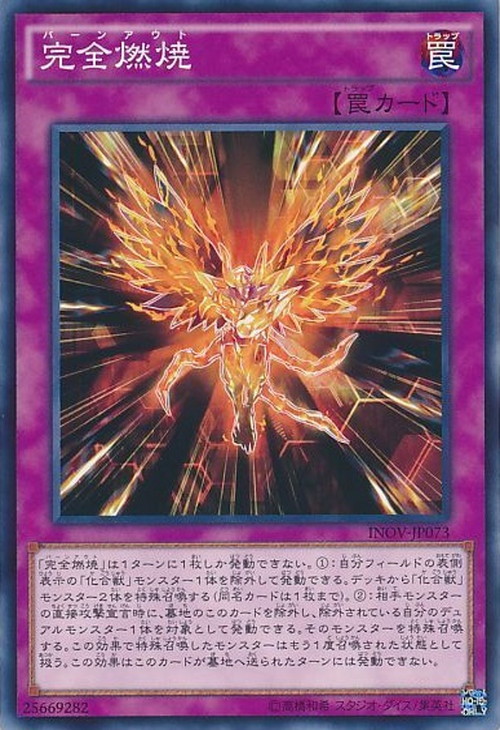 バーンアウト
完全燃焼
トラップ
罠
トラップ
【罠カード】
INOV-JP073
「完全燃焼」は1ターンに1枚しか発動できない。①:自分フィールドの表側
表示の「化合獣」モンスター1体を除外して発動できる。デッキから「化合獣」
モンスター2体を特殊召喚する(同名カードは1枚まで)。②:相手モンスター
の直接攻撃宣言時に、墓地のこのカードを除外し、除外されている自分のデュ
アルモンスター1体を対象として発動できる。そのモンスターを特殊召喚
する。この効果で特殊召喚したモンスターはもう1度召喚された状態として
扱う。この効果はこのカードが墓地へ送られたターンには発動できない。
25669282
©高橋和希 スタジオ・ダイス/集英社